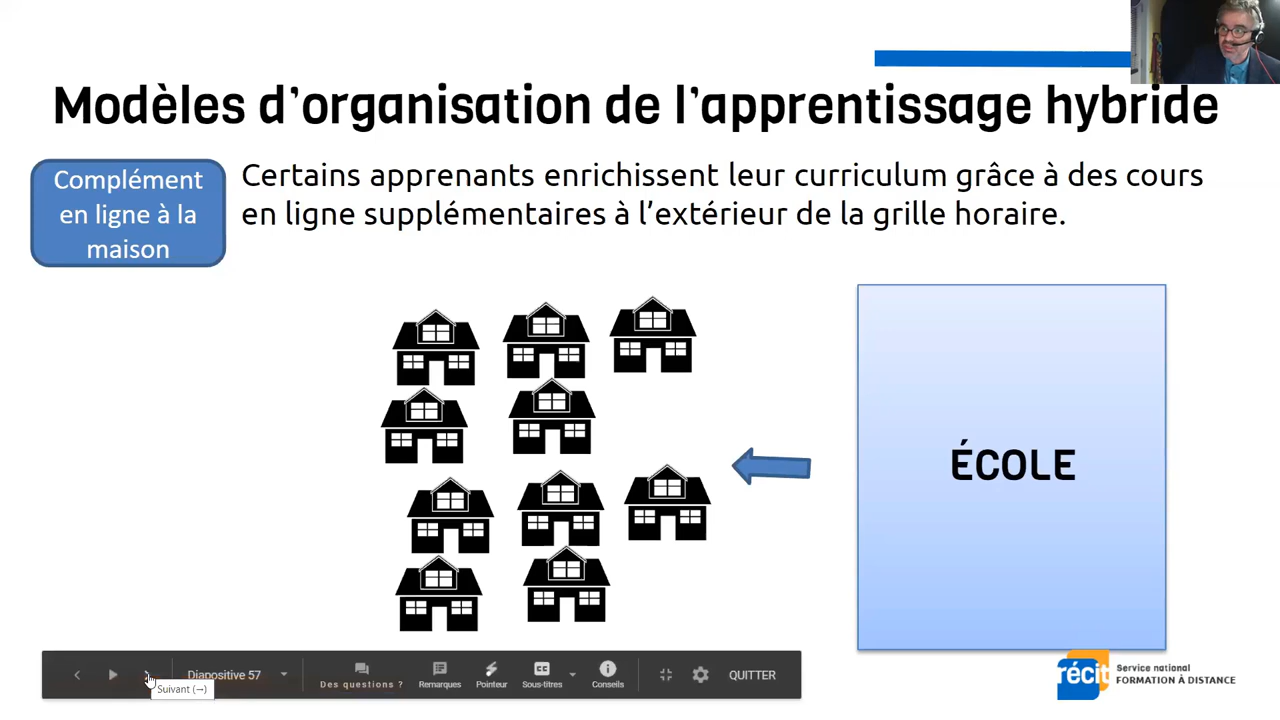 Modèles d’organisation de l’apprentissage hybride
Complément
en ligne à la
maison
Certains apprenants enrichissent leur curriculum grâce à des cours
en ligne supplémentaires à l’extérieur de la grille horaire.
ÉCOLE
Diapositive 57
Des questions ?
Remarques
Pointeur
CC
Sous-titres
Conseils
QUITTER
Suivant (→)
récit
Service national
FORMATION À DISTANCE